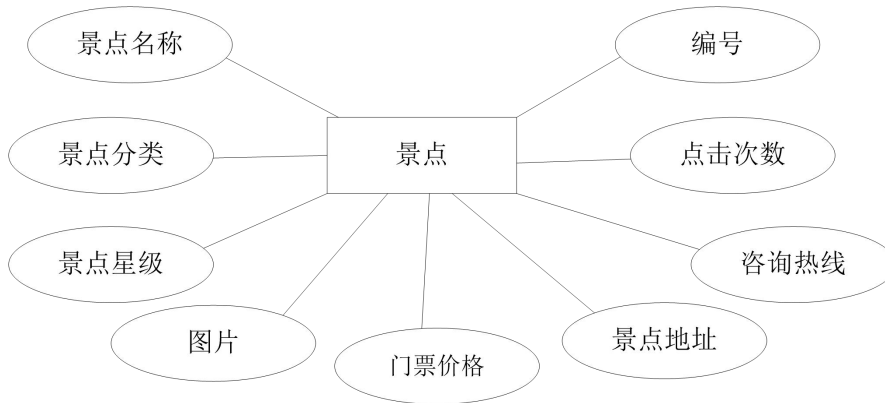 景点名称
编号
景点分类
景点
点击次数
景点星级
咨询热线
图片
门票价格
景点地址